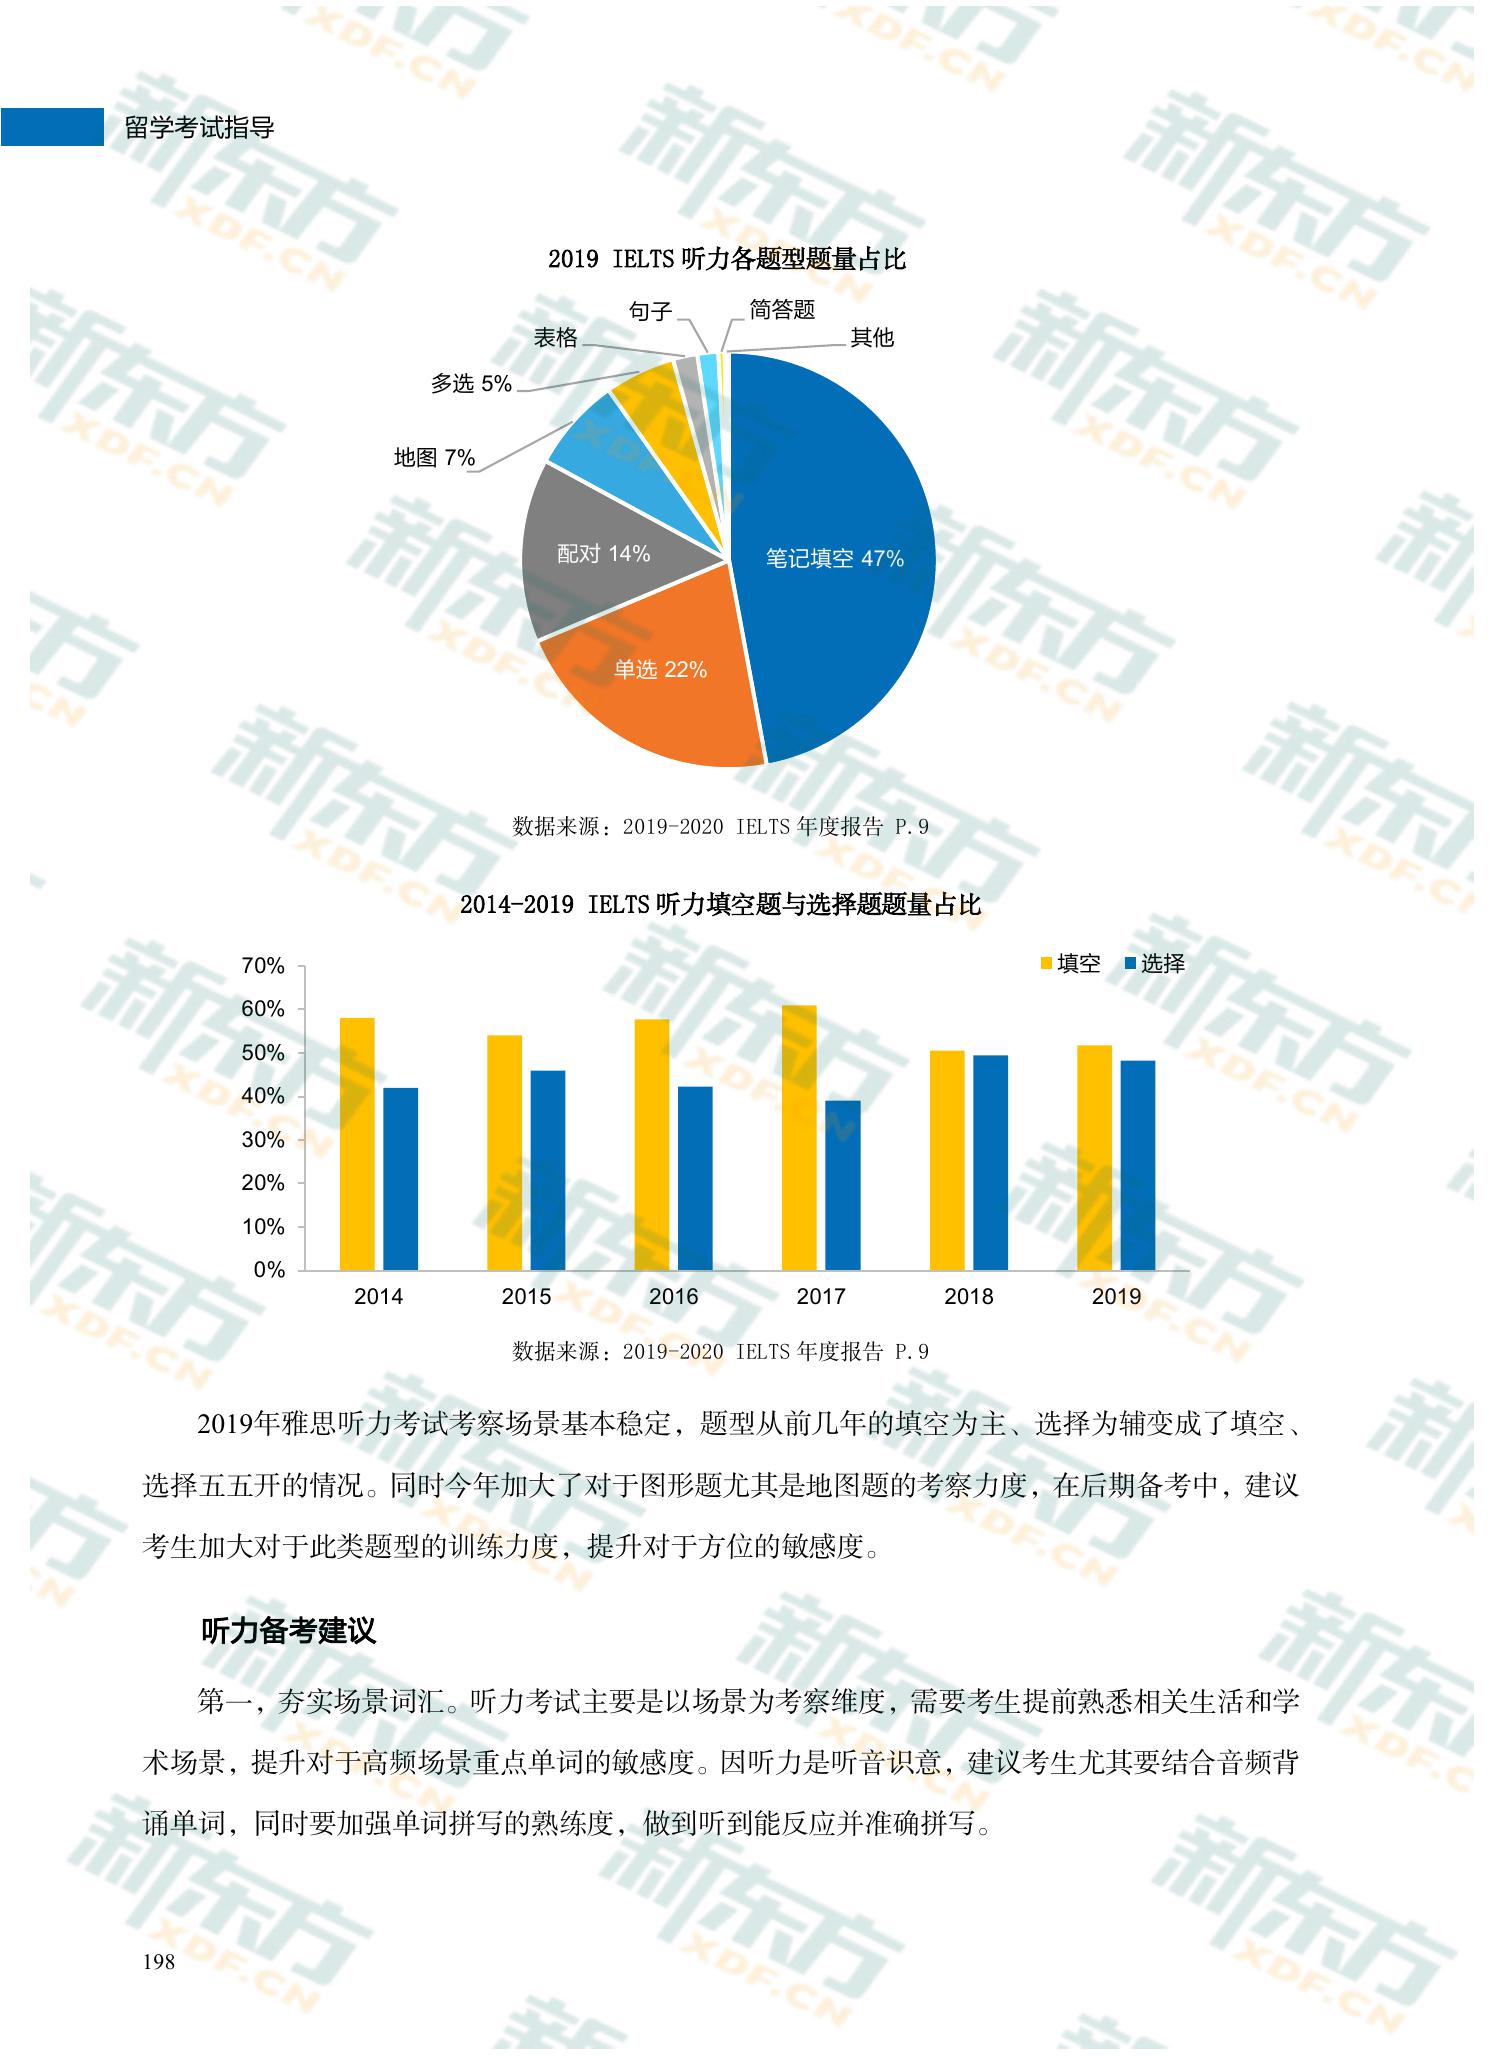 留学考试指导
2019 IELTS 听力各题型题量占比
句子
简答题
表格
其他
多选 5%
地图 7%
配对 14%
笔记填空 47%
单选 22%
数据来源：2019-2020 IELTS 年度报告 P.9
2014-2019 IELTS 听力填空题与选择题题量占比
填空 选择
70%
60%
50%
40%
30%
20%
10%
0%
2014 2015 2016 2017 2018 2019
数据来源：2019-2020 IELTS 年度报告 P.9
2019年雅思听力考试考察场景基本稳定，题型从前几年的填空为主、选择为辅变成了填空、
选择五五开的情况。同时今年加大了对于图形题尤其是地图题的考察力度，在后期备考中，建议
考生加大对于此类题型的训练力度，提升对于方位的敏感度。
听力备考建议
第一，夯实场景词汇。听力考试主要是以场景为考察维度，需要考生提前熟悉相关生活和学
术场景，提升对于高频场景重点单词的敏感度。因听力是听音识意，建议考生尤其要结合音频背
诵单词，同时要加强单词拼写的熟练度，做到听到能反应并准确拼写。
198
新东方
XDF.CN